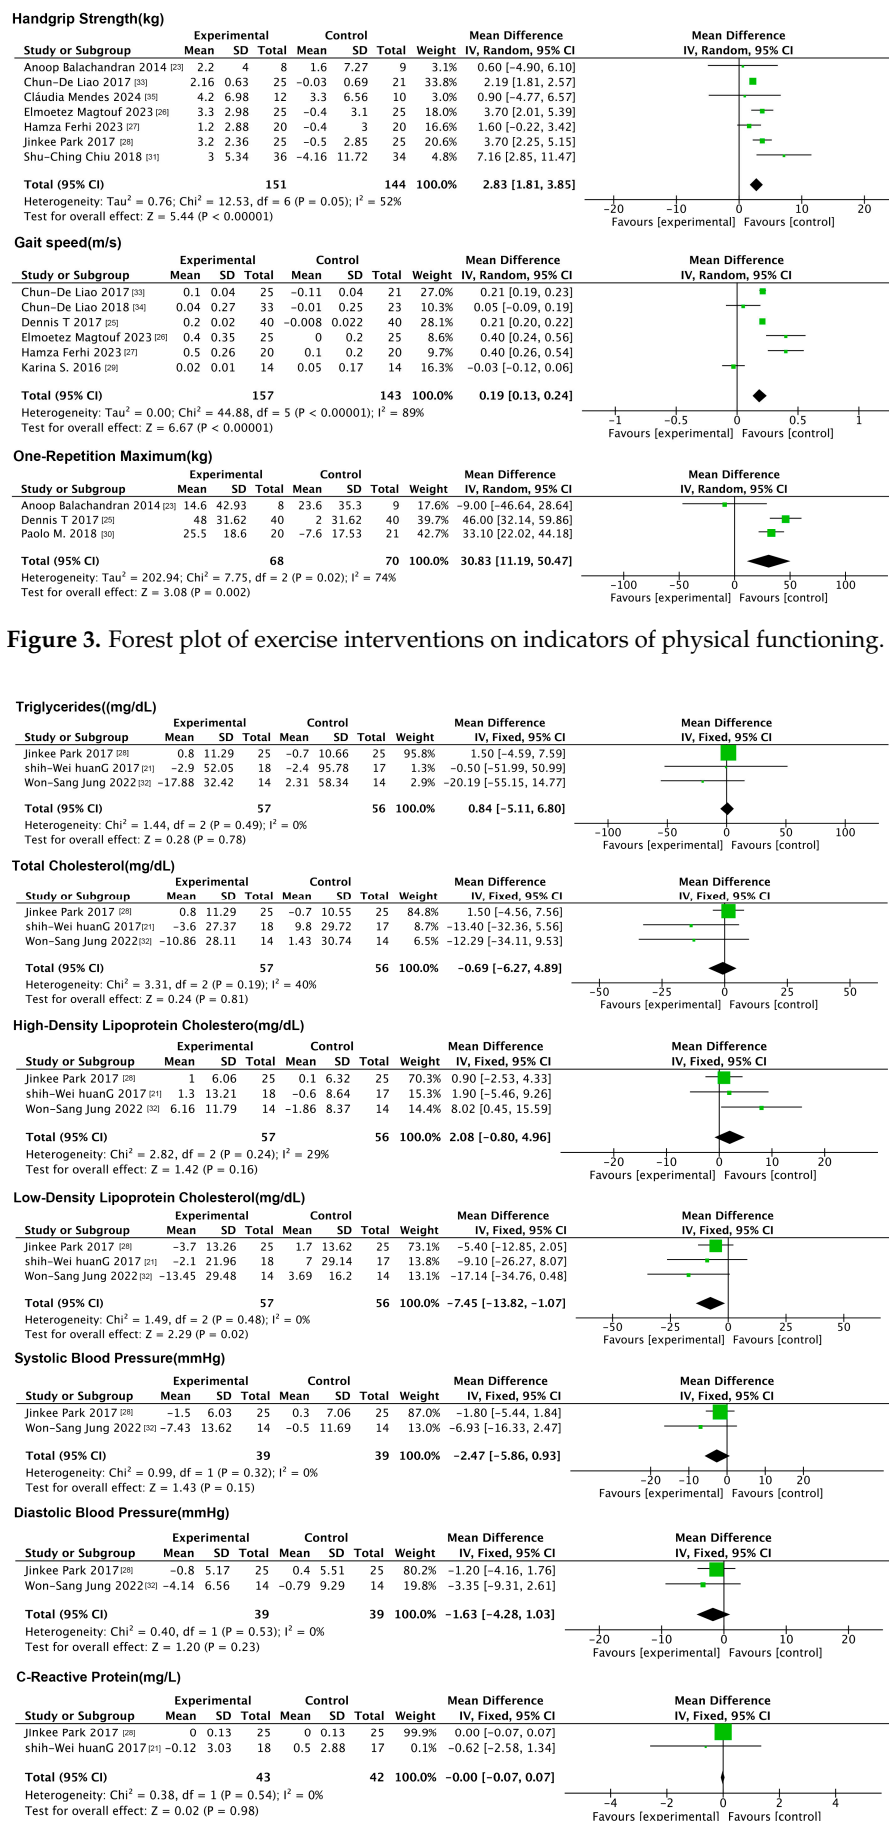 Handgrip Strength(kg)
Experimental Control Mean Difference Mean Difference
Study or Subgroup Mean SD Total Mean SD Total Weight IV, Random, 95% CI IV, Random, 95% CI
Anoop Balachandran 2014 [23] 2.2 4 8 1.6 7.27 9 3.1% 0.60 [-4.90, 6.10]
Chun-De Liao 2017 [33] 2.16 0.63 25 -0.03 0.69 21 33.8% 2.19 [1.81, 2.57]
Cláudia Mendes 2024 [35] 4.2 6.98 12 3.3 6.56 10 3.0% 0.90 [-4.77, 6.57]
Elmoetez Magtouf 2023 [26] 3.3 2.98 25 -0.4 3.1 25 18.0% 3.70 [2.01, 5.39]
Hamza Ferhi 2023 [27] 1.2 2.88 20 -0.4 3 20 16.6% 1.60 [-0.22, 3.42]
Jinkee Park 2017 [28] 3.2 2.36 25 -0.5 2.85 25 20.6% 3.70 [2.25, 5.15]
Shu-Ching Chiu 2018 [31] 3 5.34 36 -4.16 11.72 34 4.8% 7.16 [2.85, 11.47]
Total (95% CI) 151 144 100.0% 2.83 [1.81, 3.85]
Heterogeneity: Tau² = 0.76; Chi² = 12.53, df = 6 (P = 0.05); I² = 52%
Test for overall effect: Z = 5.44 (P < 0.00001)
-20 -10 0 10 20
Favours [experimental] Favours [control]
Gait speed(m/s)
Experimental Control Mean Difference Mean Difference
Study or Subgroup Mean SD Total Mean SD Total Weight IV, Random, 95% CI IV, Random, 95% CI
Chun-De Liao 2017 [33] 0.1 0.04 25 -0.11 0.04 21 27.0% 0.21 [0.19, 0.23]
Chun-De Liao 2018 [34] 0.04 0.27 33 -0.01 0.25 23 10.3% 0.05 [-0.09, 0.19]
Dennis T 2017 [25] 0.2 0.02 40 -0.008 0.022 40 28.1% 0.21 [0.20, 0.22]
Elmoetez Magtouf 2023 [26] 0.4 0.35 25 0 0.2 25 8.6% 0.40 [0.24, 0.56]
Hamza Ferhi 2023 [27] 0.5 0.26 20 0.1 0.2 20 9.7% 0.40 [0.26, 0.54]
Karina S. 2016 [29] 0.02 0.01 14 0.05 0.17 14 16.3% -0.03 [-0.12, 0.06]
Total (95% CI) 157 143 100.0% 0.19 [0.13, 0.24]
Heterogeneity: Tau² = 0.00; Chi² = 44.88, df = 5 (P < 0.00001); I² = 89%
Test for overall effect: Z = 6.67 (P < 0.00001)
-1 -0.5 0 0.5 1
Favours [experimental] Favours [control]
One-Repetition Maximum(kg)
Experimental Control Mean Difference Mean Difference
Study or Subgroup Mean SD Total Mean SD Total Weight IV, Random, 95% CI IV, Random, 95% CI
Anoop Balachandran 2014 [23] 14.6 42.93 8 23.6 35.3 9 17.6% -9.00 [-46.64, 28.64]
Dennis T 2017 [25] 48 31.62 40 2 31.62 40 39.7% 46.00 [32.14, 59.86]
Paolo M. 2018 [30] 25.5 18.6 20 -7.6 17.53 21 42.7% 33.10 [22.02, 44.18]
Total (95% CI) 68 70 100.0% 30.83 [11.19, 50.47]
Heterogeneity: Tau² = 202.94; Chi² = 7.75, df = 2 (P = 0.02); I² = 74%
Test for overall effect: Z = 3.08 (P = 0.002)
-100 -50 0 50 100
Favours [experimental] Favours [control]
Figure 3. Forest plot of exercise interventions on indicators of physical functioning.
Triglycerides((mg/dL)
Experimental Control Mean Difference Mean Difference
Study or Subgroup Mean SD Total Mean SD Total Weight IV, Fixed, 95% CI IV, Fixed, 95% CI
Jinkee Park 2017 [28] 0.8 11.29 25 -0.7 10.66 25 95.8% 1.50 [-4.59, 7.59]
shih-Wei huanG 2017 [21] -2.9 52.05 18 -2.4 95.78 17 1.3% -0.50 [-51.99, 50.99]
Won-Sang Jung 2022 [32] -17.88 32.42 14 2.31 58.34 14 2.9% -20.19 [-55.15, 14.77]
Total (95% CI) 57 56 100.0% 0.84 [-5.11, 6.80]
Heterogeneity: Chi² = 1.44, df = 2 (P = 0.49); I² = 0%
Test for overall effect: Z = 0.28 (P = 0.78)
-100 -50 0 50 100
Favours [experimental] Favours [control]
Total Cholesterol(mg/dL)
Experimental Control Mean Difference Mean Difference
Study or Subgroup Mean SD Total Mean SD Total Weight IV, Fixed, 95% CI IV, Fixed, 95% CI
Jinkee Park 2017 [28] 0.8 11.29 25 -0.7 10.55 25 84.8% 1.50 [-4.56, 7.56]
shih-Wei huanG 2017 [21] -3.6 27.37 18 9.8 29.72 17 8.7% -13.40 [-32.36, 5.56]
Won-Sang Jung 2022 [32] -10.86 28.11 14 1.43 30.74 14 6.5% -12.29 [-34.11, 9.53]
Total (95% CI) 57 56 100.0% -0.69 [-6.27, 4.89]
Heterogeneity: Chi² = 3.31, df = 2 (P = 0.19); I² = 40%
Test for overall effect: Z = 0.24 (P = 0.81)
-50 -25 0 25 50
Favours [experimental] Favours [control]
High-Density Lipoprotein Cholestero(mg/dL)
Experimental Control Mean Difference Mean Difference
Study or Subgroup Mean SD Total Mean SD Total Weight IV, Fixed, 95% CI IV, Fixed, 95% CI
Jinkee Park 2017 [28] 1 6.06 25 0.1 6.32 25 70.3% 0.90 [-2.53, 4.33]
shih-Wei huanG 2017 [21] 1.3 13.21 18 -0.6 8.64 17 15.3% 1.90 [-5.46, 9.26]
Won-Sang Jung 2022 [32] 6.16 11.79 14 -1.86 8.37 14 14.4% 8.02 [0.45, 15.59]
Total (95% CI) 57 56 100.0% 2.08 [-0.80, 4.96]
Heterogeneity: Chi² = 2.82, df = 2 (P = 0.24); I² = 29%
Test for overall effect: Z = 1.42 (P = 0.16)
-20 -10 0 10 20
Favours [experimental] Favours [control]
Low-Density Lipoprotein Cholesterol(mg/dL)
Experimental Control Mean Difference Mean Difference
Study or Subgroup Mean SD Total Mean SD Total Weight IV, Fixed, 95% CI IV, Fixed, 95% CI
Jinkee Park 2017 [28] -3.7 13.26 25 1.7 13.62 25 73.1% -5.40 [-12.85, 2.05]
shih-Wei huanG 2017 [21] -2.1 21.96 18 7 29.14 17 13.8% -9.10 [-26.27, 8.07]
Won-Sang Jung 2022 [32] -13.45 29.48 14 3.69 16.2 14 13.1% -17.14 [-34.76, 0.48]
Total (95% CI) 57 56 100.0% -7.45 [-13.82, -1.07]
Heterogeneity: Chi² = 1.49, df = 2 (P = 0.48); I² = 0%
Test for overall effect: Z = 2.29 (P = 0.02)
-50 -25 0 25 50
Favours [experimental] Favours [control]
Systolic Blood Pressure(mmHg)
Experimental Control Mean Difference Mean Difference
Study or Subgroup Mean SD Total Mean SD Total Weight IV, Fixed, 95% CI IV, Fixed, 95% CI
Jinkee Park 2017 [28] -1.5 6.03 25 0.3 7.06 25 87.0% -1.80 [-5.44, 1.84]
Won-Sang Jung 2022 [32] -7.43 13.62 14 -0.5 11.69 14 13.0% -6.93 [-16.33, 2.47]
Total (95% CI) 39 39 100.0% -2.47 [-5.86, 0.93]
Heterogeneity: Chi² = 0.99, df = 1 (P = 0.32); I² = 0%
Test for overall effect: Z = 1.43 (P = 0.15)
-20 -10 0 10 20
Favours [experimental] Favours [control]
Diastolic Blood Pressure(mmHg)
Experimental Control Mean Difference Mean Difference
Study or Subgroup Mean SD Total Mean SD Total Weight IV, Fixed, 95% CI IV, Fixed, 95% CI
Jinkee Park 2017 [28] -0.8 5.17 25 0.4 5.51 25 80.2% -1.20 [-4.16, 1.76]
Won-Sang Jung 2022 [32] -4.14 6.56 14 -0.79 9.29 14 19.8% -3.35 [-9.31, 2.61]
Total (95% CI) 39 39 100.0% -1.63 [-4.28, 1.03]
Heterogeneity: Chi² = 0.40, df = 1 (P = 0.53); I² = 0%
Test for overall effect: Z = 1.20 (P = 0.23)
-20 -10 0 10 20
Favours [experimental] Favours [control]
C-Reactive Protein(mg/L)
Experimental Control Mean Difference Mean Difference
Study or Subgroup Mean SD Total Mean SD Total Weight IV, Fixed, 95% CI IV, Fixed, 95% CI
JInkee Park 2017 [28] 0 0.13 25 0 0.13 25 99.9% 0.00 [-0.07, 0.07]
shih-Wei huanG 2017 [21] -0.12 3.03 18 0.5 2.88 17 0.1% -0.62 [-2.58, 1.34]
Total (95% CI) 43 42 100.0% -0.00 [-0.07, 0.07]
Heterogeneity: Chi² = 0.38, df = 1 (P = 0.54); I² = 0%
Test for overall effect: Z = 0.02 (P = 0.98)
-4 -2 0 2 4
Favours [experimental] Favours [control]